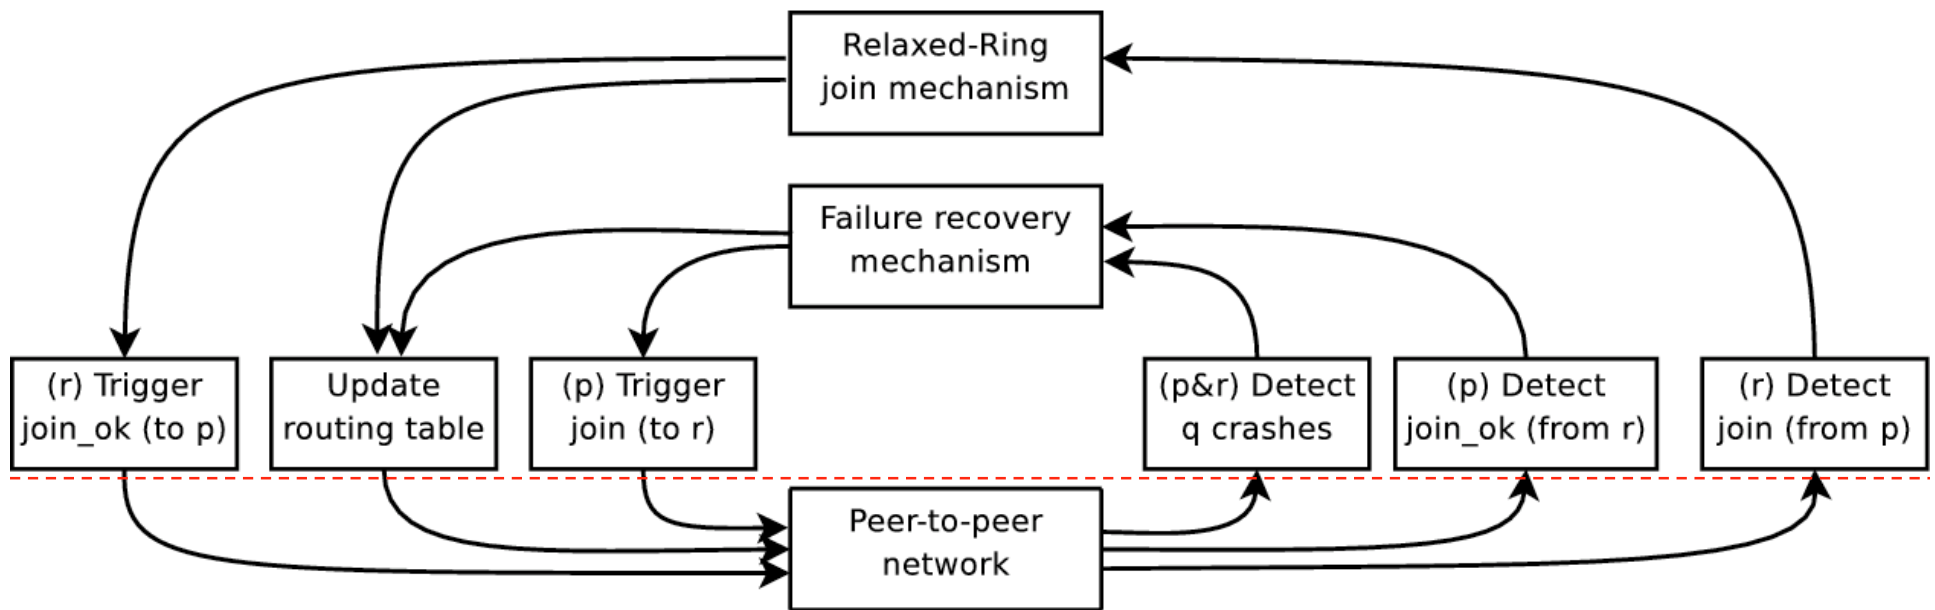 Relaxed-Ring
join mechanism
Failure recovery
mechanism
(r) Trigger
join_ok (to p)
Update
routing table
(p) Trigger
join (to r)
(p&r) Detect
q crashes
(p) Detect
join_ok (from r)
(r) Detect
join (from p)
Peer-to-peer
network